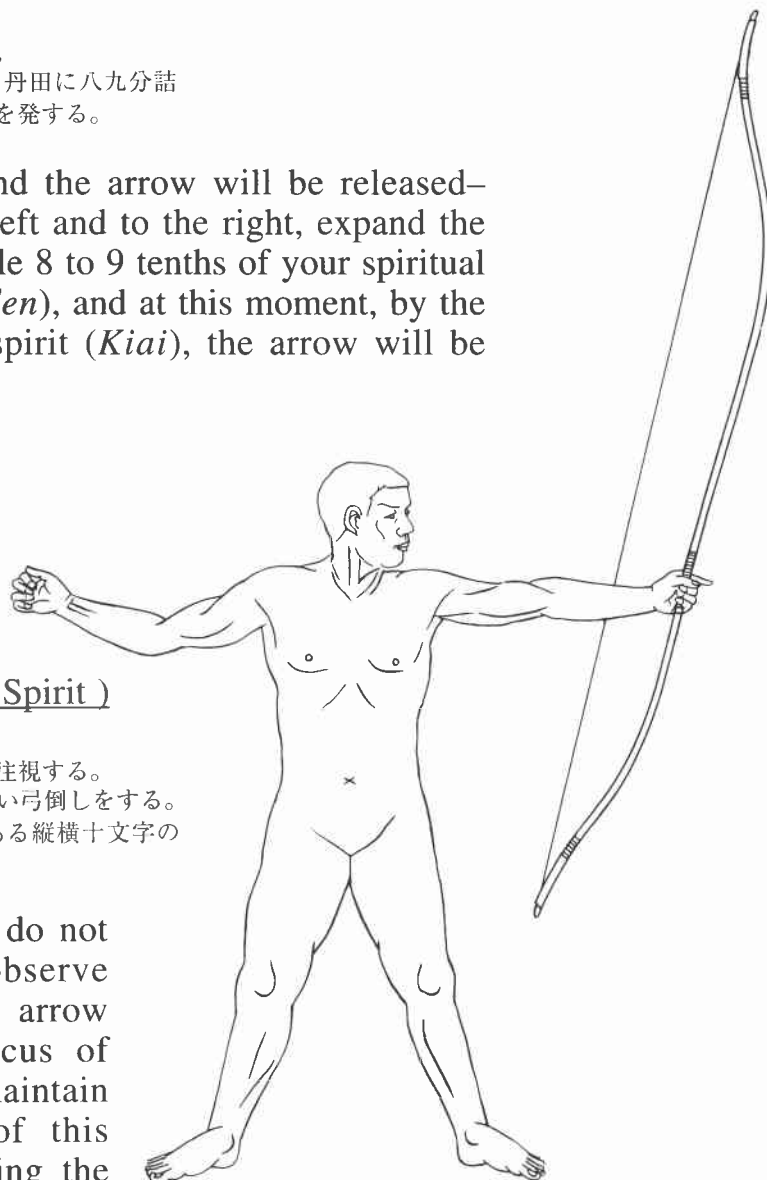 丹田に八九分詰
を発する。
nd the arrow will be released–
left and to the right, expand the
le 8 to 9 tenths of your spiritual
en), and at this moment, by the
spirit (Kiai), the arrow will be
Spirit )
注視する。
い弓倒しをする。
ある縦横十文字の
do not
observe
arrow
cus of
aintain
of this
ing the